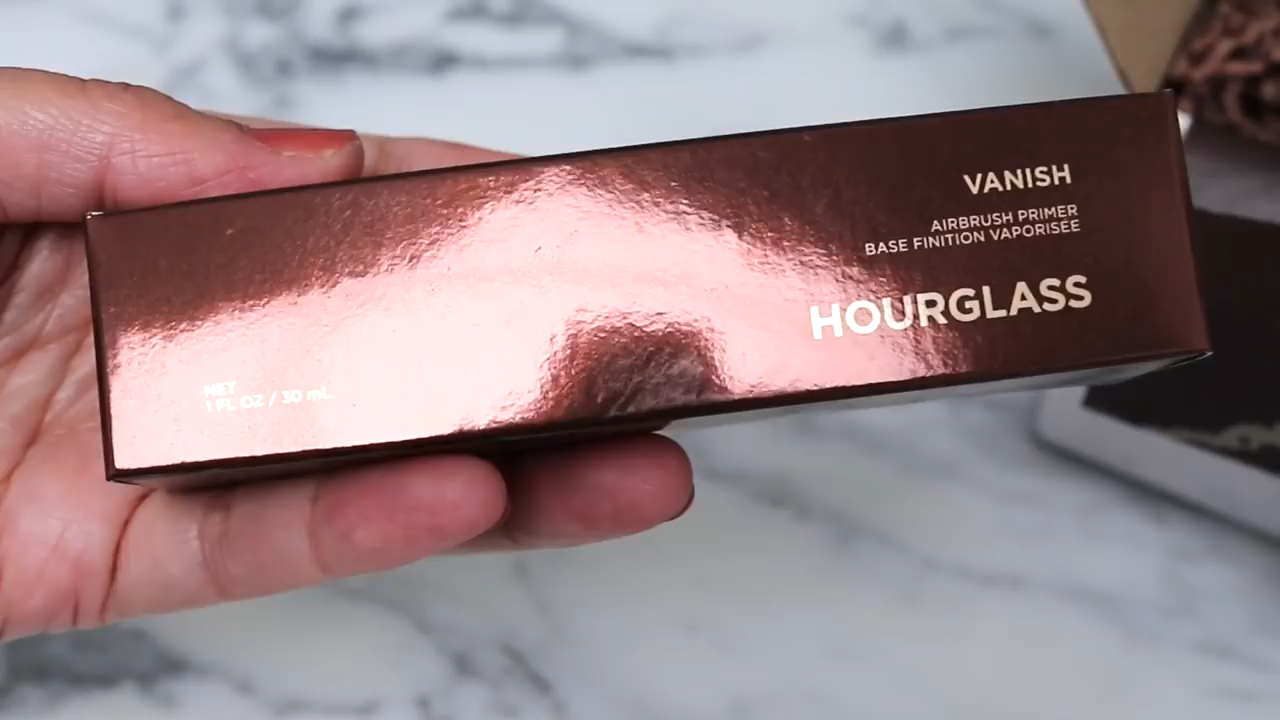 VANISH
AIRBRUSH PRIMER
BASE FINITION VAPORISÉE
HOURGLASS
NET
1 FL OZ / 30 mL